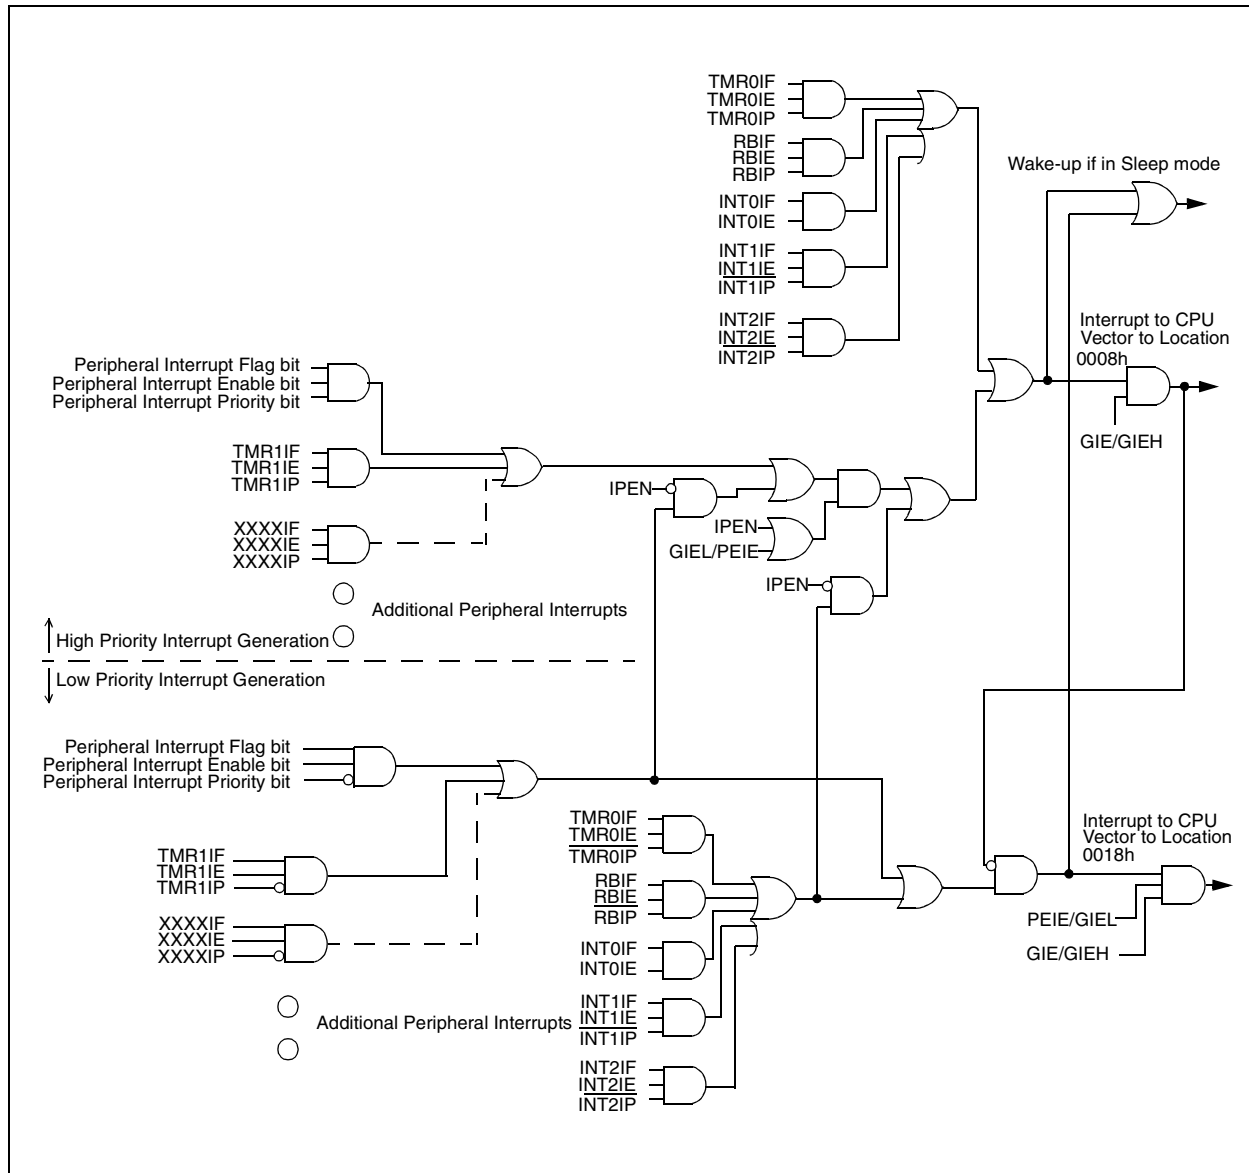 TMR0IF
TMR0IE
TMR0IP
RBIF
RBIE
RBIP
INT0IF
INT0IE
INT1IF
INT1IE
INT1IP
INT2IF
INT2IE
INT2IP
Wake-up if in Sleep mode
Interrupt to CPU
Vector to Location
0008h
GIE/GIEH
Peripheral Interrupt Flag bit
Peripheral Interrupt Enable bit
Peripheral Interrupt Priority bit
TMR1IF
TMR1IE
TMR1IP
XXXXIF
XXXXIE
XXXXIP
IPEN
IPEN
GIEL/PEIE
IPEN
Additional Peripheral Interrupts
High Priority Interrupt Generation
Low Priority Interrupt Generation
Peripheral Interrupt Flag bit
Peripheral Interrupt Enable bit
Peripheral Interrupt Priority bit
TMR1IF
TMR1IE
TMR1IP
XXXXIF
XXXXIE
XXXXIP
Additional Peripheral Interrupts
TMR0IF
TMR0IE
TMR0IP
RBIF
RBIE
RBIP
INT0IF
INT0IE
INT1IF
INT1IE
INT1IP
INT2IF
INT2IE
INT2IP
Interrupt to CPU
Vector to Location
0018h
PEIE/GIEL
GIE/GIEH